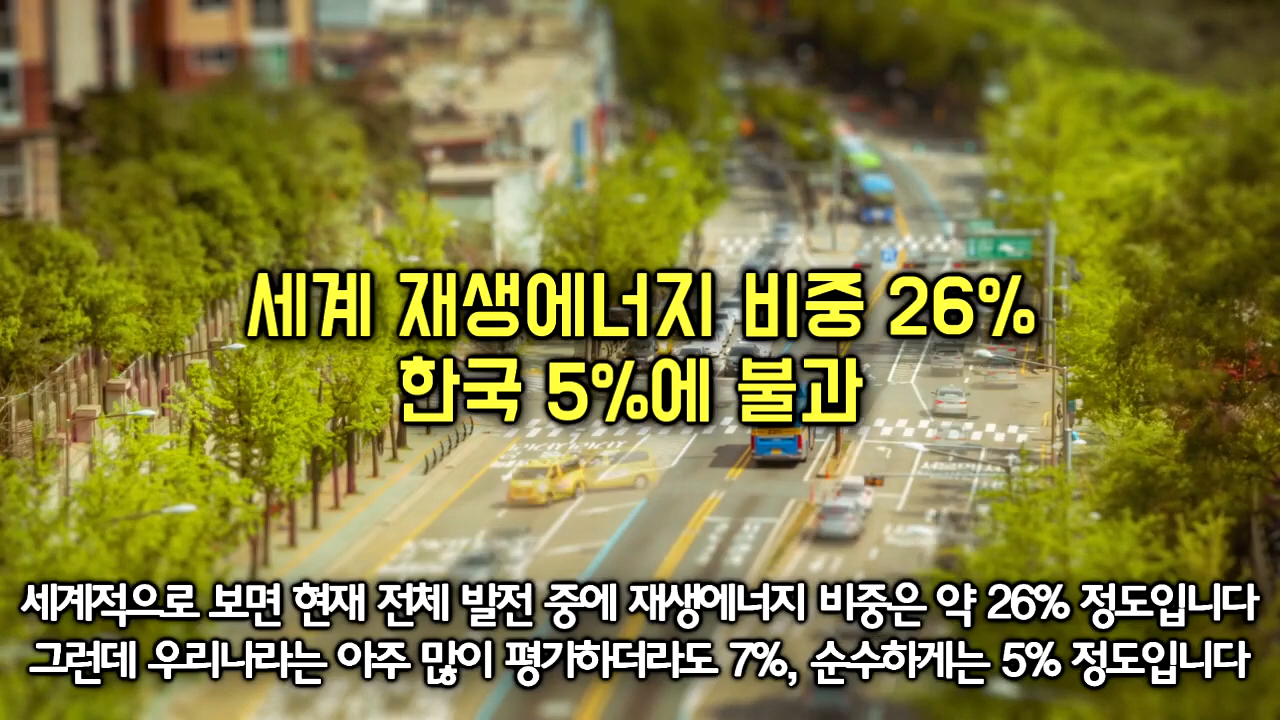 세계 재생에너지 비중 26%
한국 5%에 불과
세계적으로 보면 현재 전체 발전 중에 재생에너지 비중은 약 26% 정도입니다
그런데 우리나라는 아주 많이 평가하더라도 7%, 순수하게는 5% 정도입니다